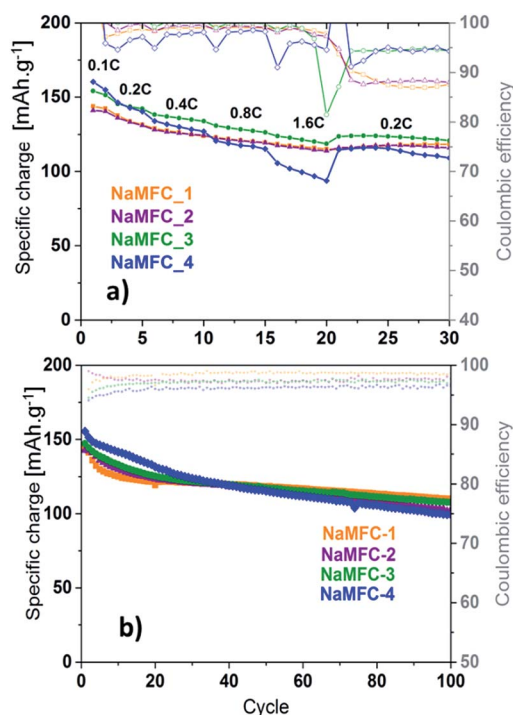 200
150
100
50
0
Specific charge [mAh.g-1]
0.1C
0.2C
0.4C
0.8C
1.6C
0.2C
NaMFC_1
NaMFC_2
NaMFC_3
NaMFC_4
a)
100
90
80
70
60
50
40
Coulombic efficiency
0 5 10 15 20 25 30
200
150
100
50
0
Specific charge [mAh.g-1]
NaMFC-1
NaMFC-2
NaMFC-3
NaMFC-4
b)
100
90
80
70
60
50
Coulombic efficiency
0 20 40 60 80 100
Cycle